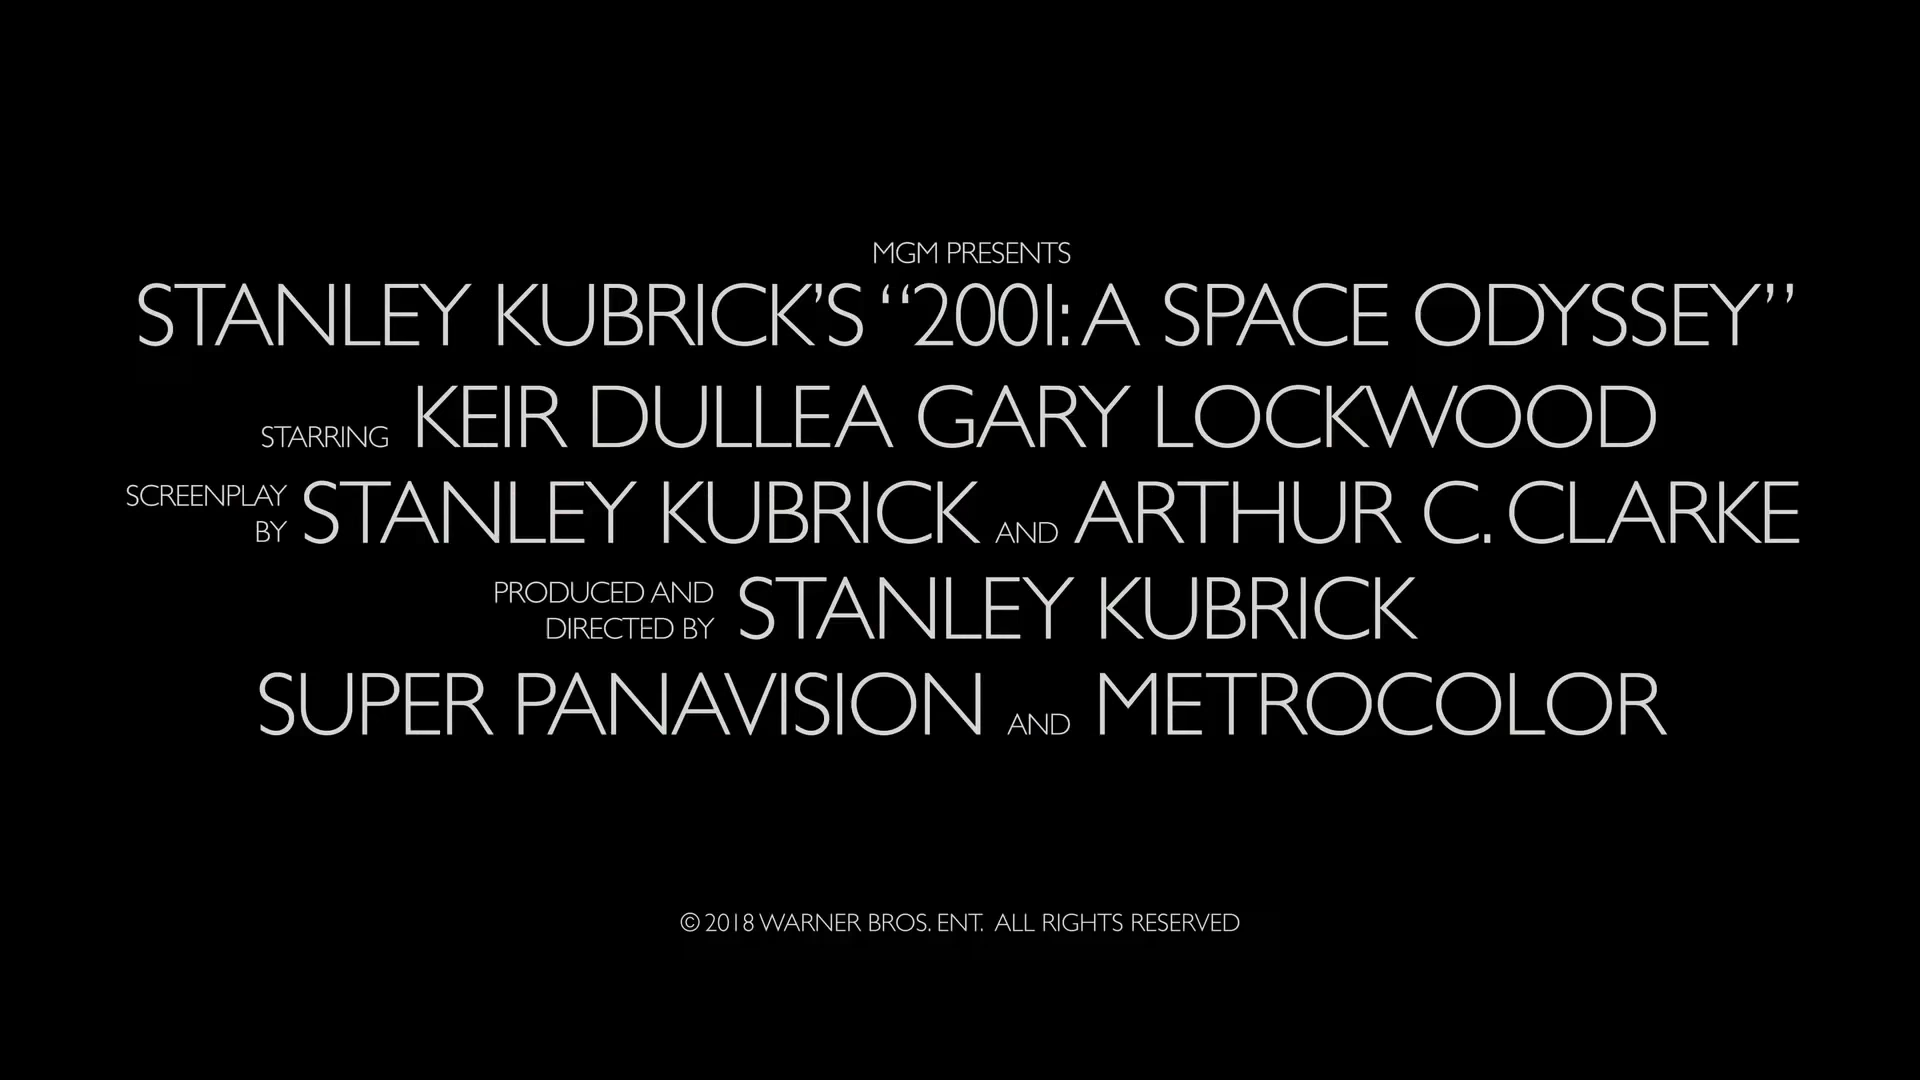 MGM PRESENTS
STANLEY KUBRICK’S “2001: A SPACE ODYSSEY”
STARRING KEIR DULLEA GARY LOCKWOOD
SCREENPLAY BY STANLEY KUBRICK AND ARTHUR C. CLARKE
PRODUCED AND DIRECTED BY STANLEY KUBRICK
SUPER PANAVISION AND METROCOLOR
© 2018 WARNER BROS. ENT. ALL RIGHTS RESERVED